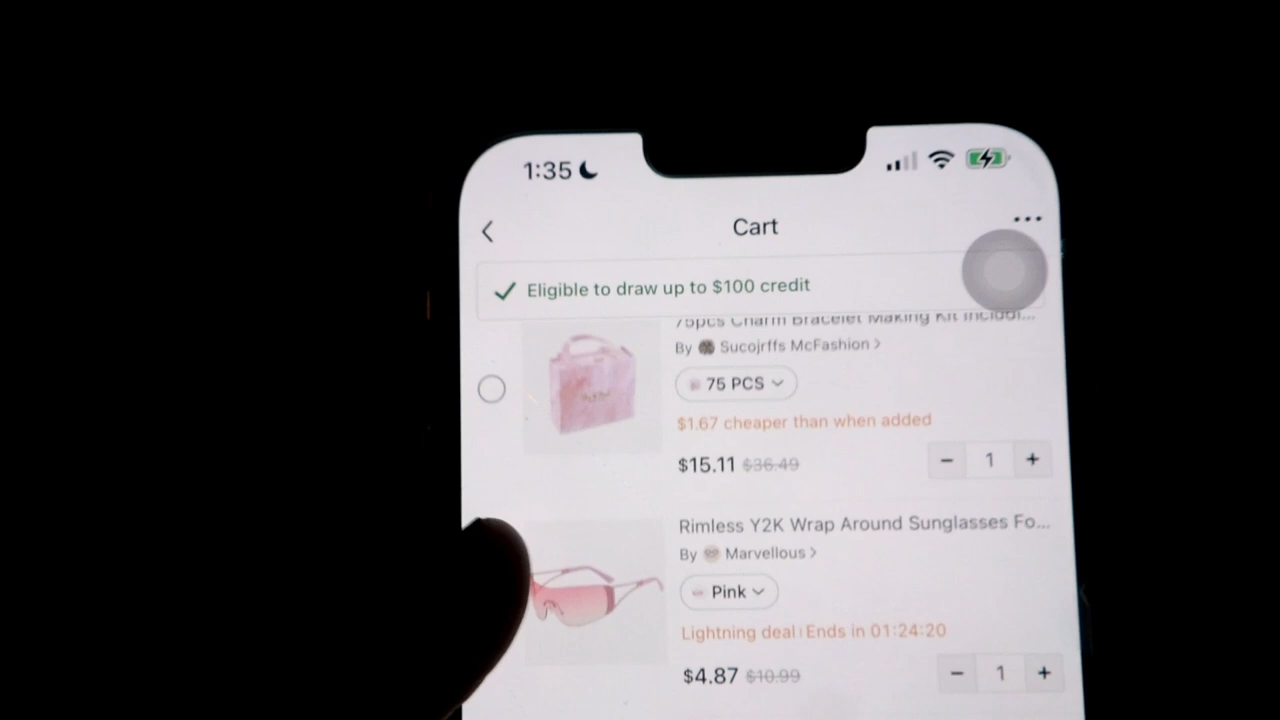 1:35
Cart
Eligible to draw up to $100 credit
75pcs Charm Bracelet Making Kit Includi...
By Sucojrffs McFashion >
75 PCS
$1.67 cheaper than when added
$15.11 $36.49
− 1 +
Rimless Y2K Wrap Around Sunglasses Fo...
By Marvellous >
Pink
Lightning deal Ends in 01:24:20
$4.87 $10.99
− 1 +